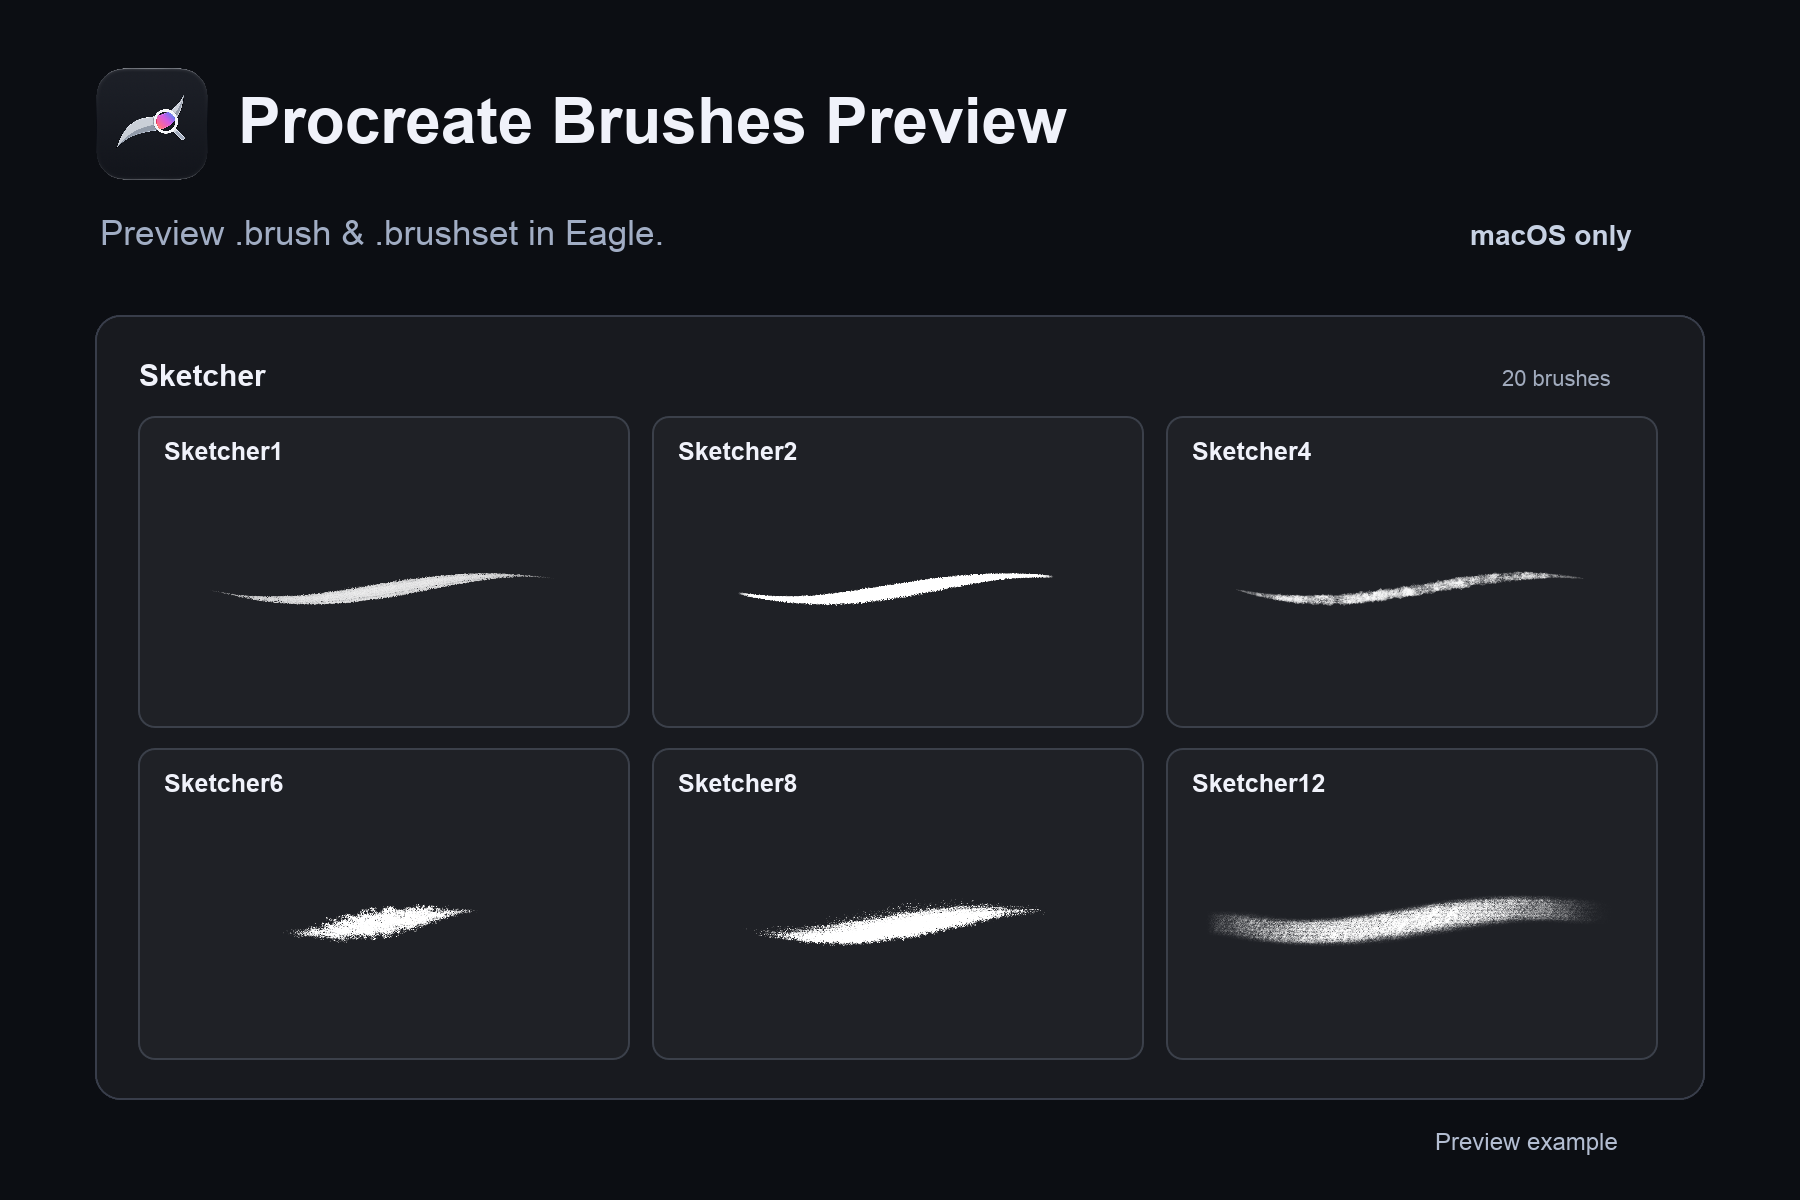 Procreate Brushes Preview
Preview .brush & .brushset in Eagle.
macOS only
Sketcher
20 brushes
Sketcher1
Sketcher2
Sketcher4
Sketcher6
Sketcher8
Sketcher12
Preview example